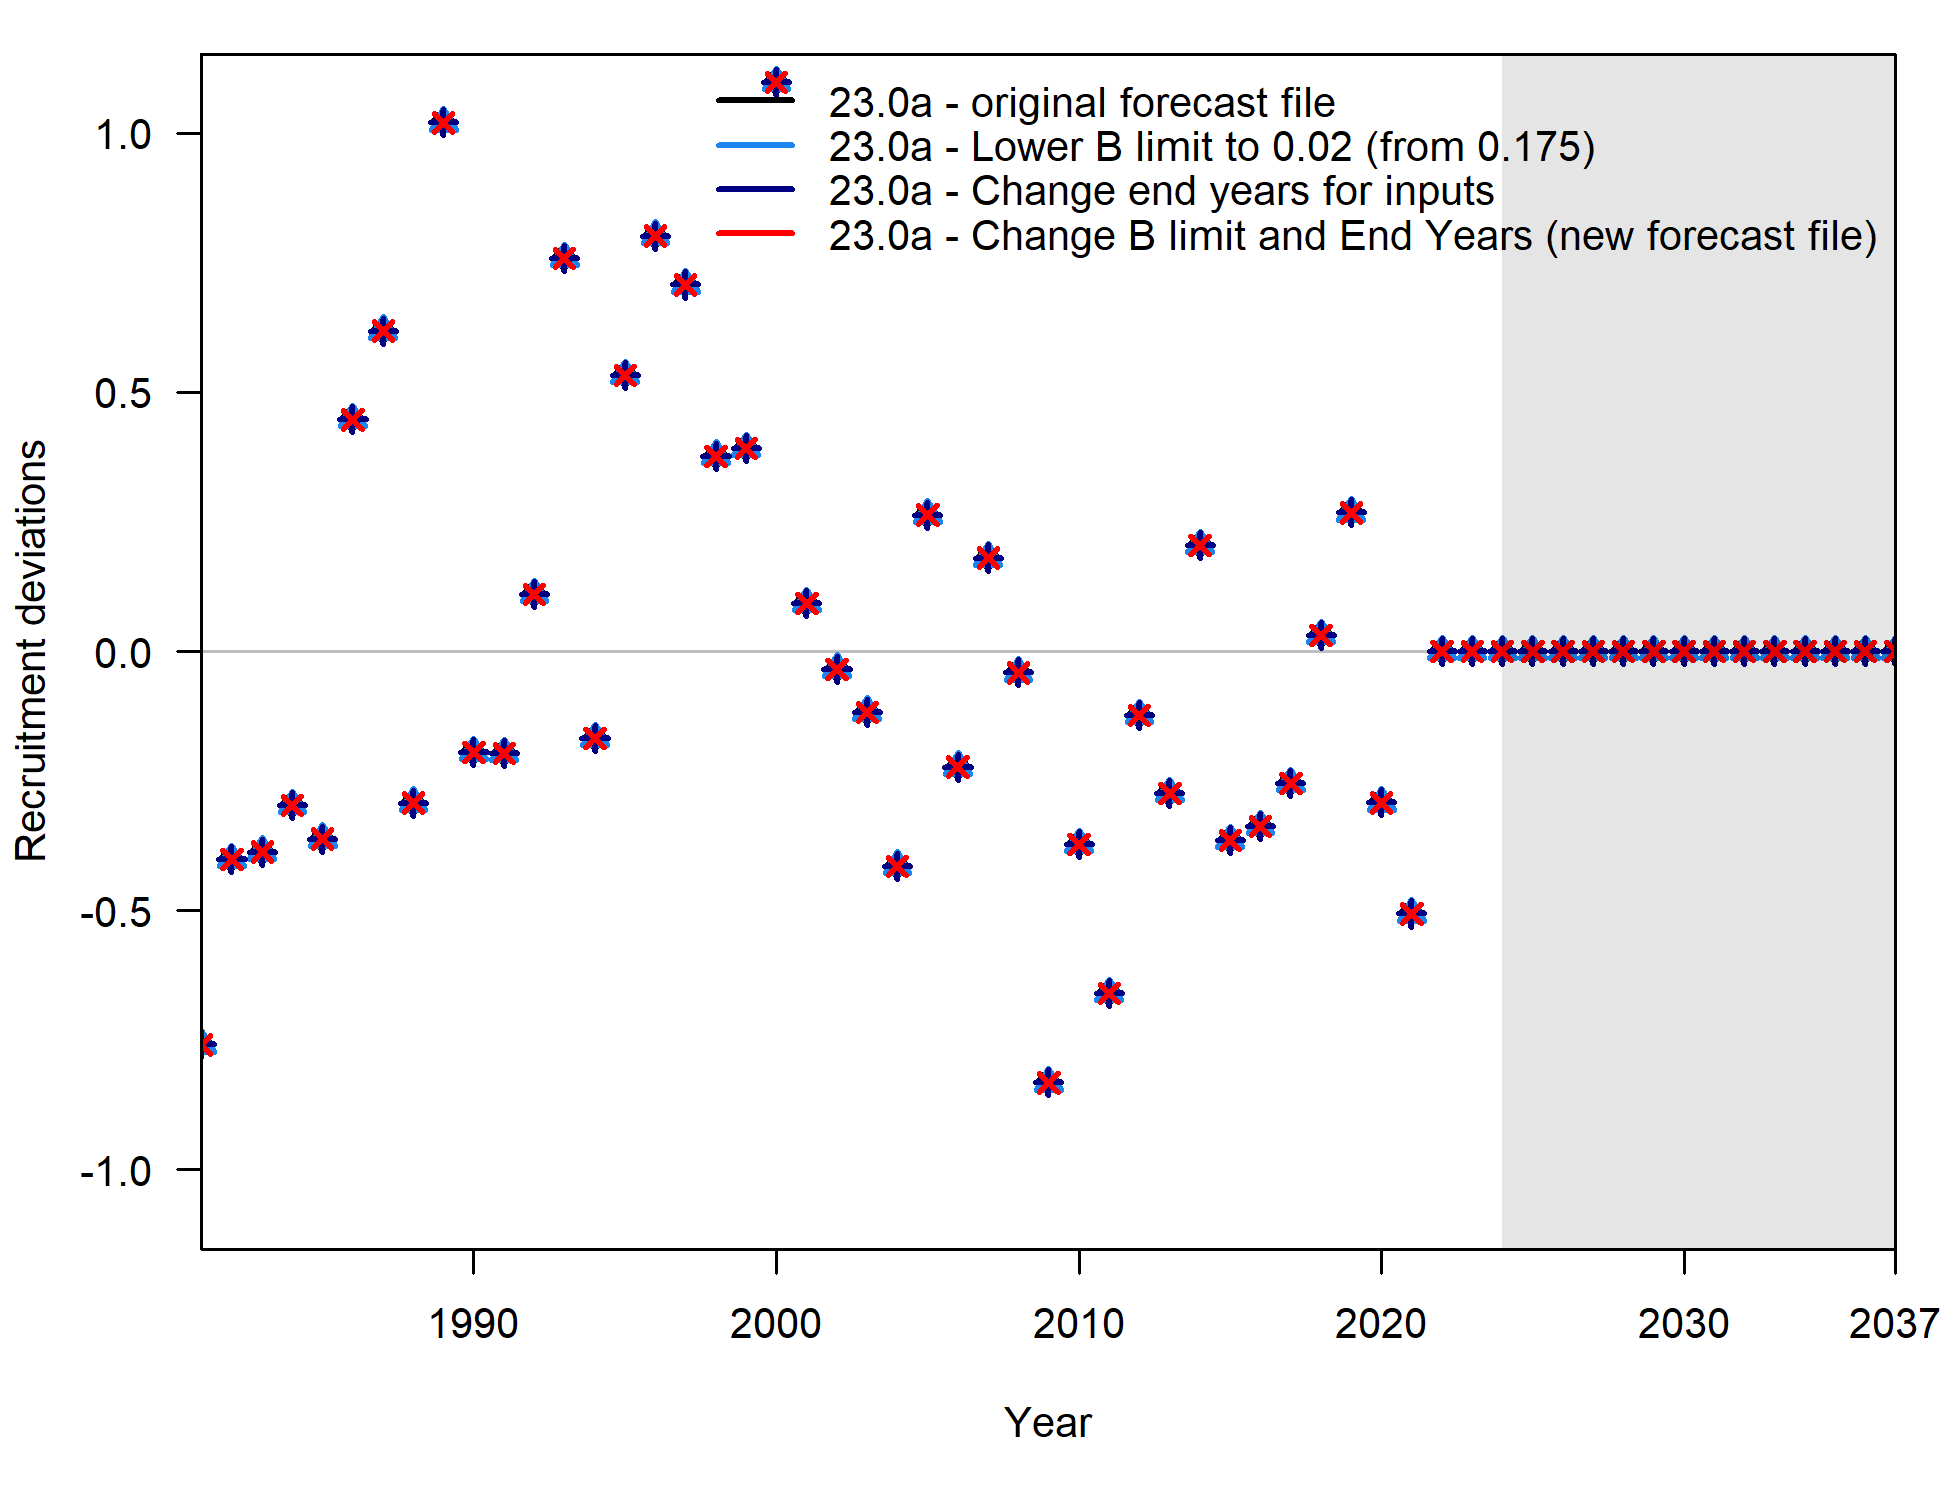 23.0a - original forecast file
23.0a - Lower B limit to 0.02 (from 0.175)
23.0a - Change end years for inputs
23.0a - Change B limit and End Years (new forecast file)
Recruitment deviations
1.0
0.5
0.0
-0.5
-1.0
1990 2000 2010 2020 2030 2037
Year